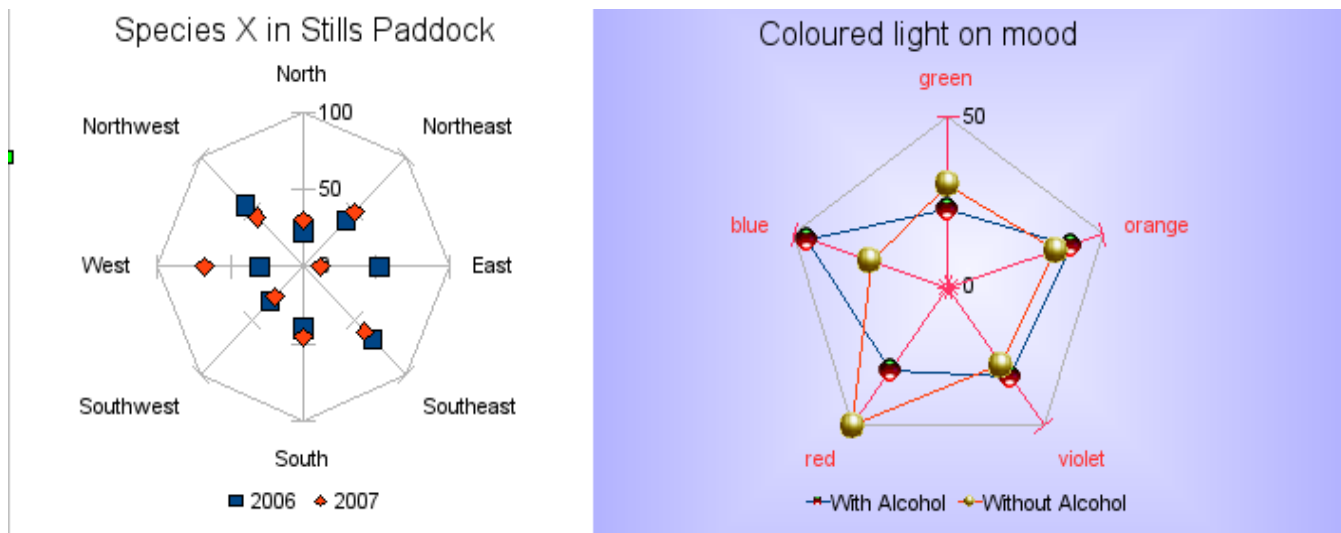 Species X in Stills Paddock
North
100
Northwest
Northeast
50
West
0
East
Southwest
Southeast
South
2006 2007
Coloured light on mood
green
50
blue
orange
0
red
violet
With Alcohol Without Alcohol